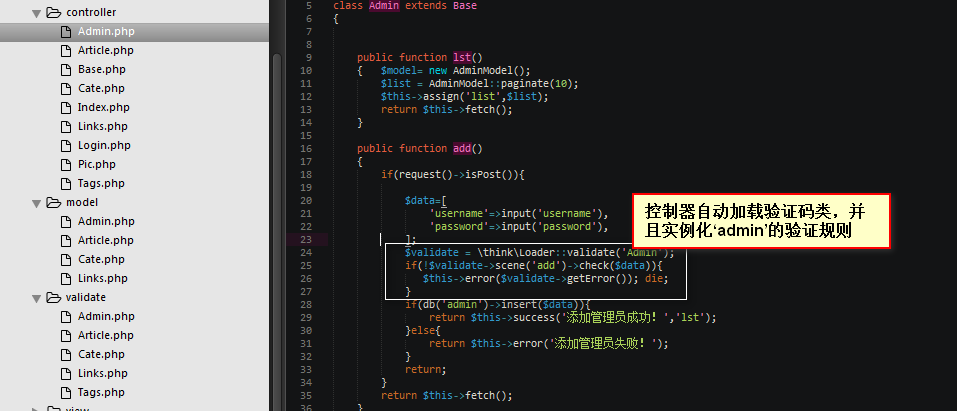 controller
Admin.php
Article.php
Base.php
Cate.php
Index.php
Links.php
Login.php
Pic.php
Tags.php
model
Admin.php
Article.php
Cate.php
Links.php
validate
Admin.php
Article.php
Cate.php
Links.php
Tags.php
view
5 class Admin extends Base
6 {
7
8
9 public function lst()
10 { $model= new AdminModel();
11 $list = AdminModel::paginate(10);
12 $this->assign('list',$list);
13 return $this->fetch();
14 }
15
16 public function add()
17 {
18 if(request()->isPost()){
19
20 $data=[
21 'username'=>input('username'),
22 'password'=>input('password'),
23 ];
24 $validate = \think\Loader::validate('Admin');
25 if(!$validate->scene('add')->check($data)){
26 $this->error($validate->getError()); die;
27 }
28 if(db('admin')->insert($data)){
29 return $this->success('添加管理员成功！','lst');
30 }else{
31 return $this->error('添加管理员失败！');
32 }
33 return;
34 }
35 return $this->fetch();
36 }
控制器自动加载验证码类，并
且实例化‘admin’的验证规则